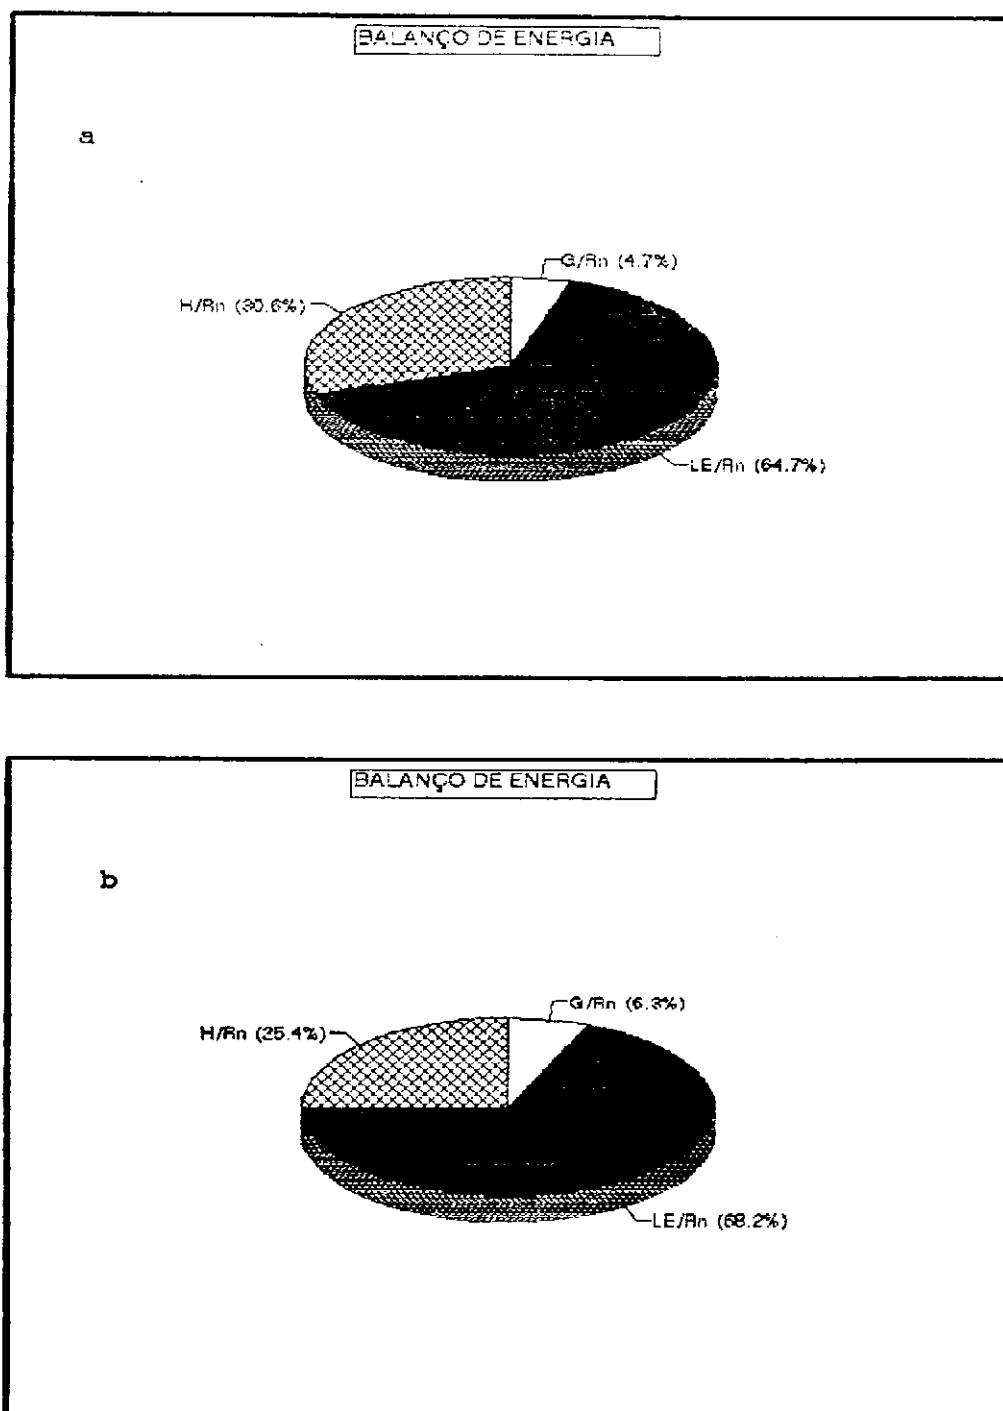 BALANÇO DE ENERGIA
a
G/Rn (4.7%)
H/Rn (30.6%)
LE/Rn (64.7%)
BALANÇO DE ENERGIA
b
G/Rn (6.3%)
H/Rn (25.4%)
LE/Rn (68.2%)